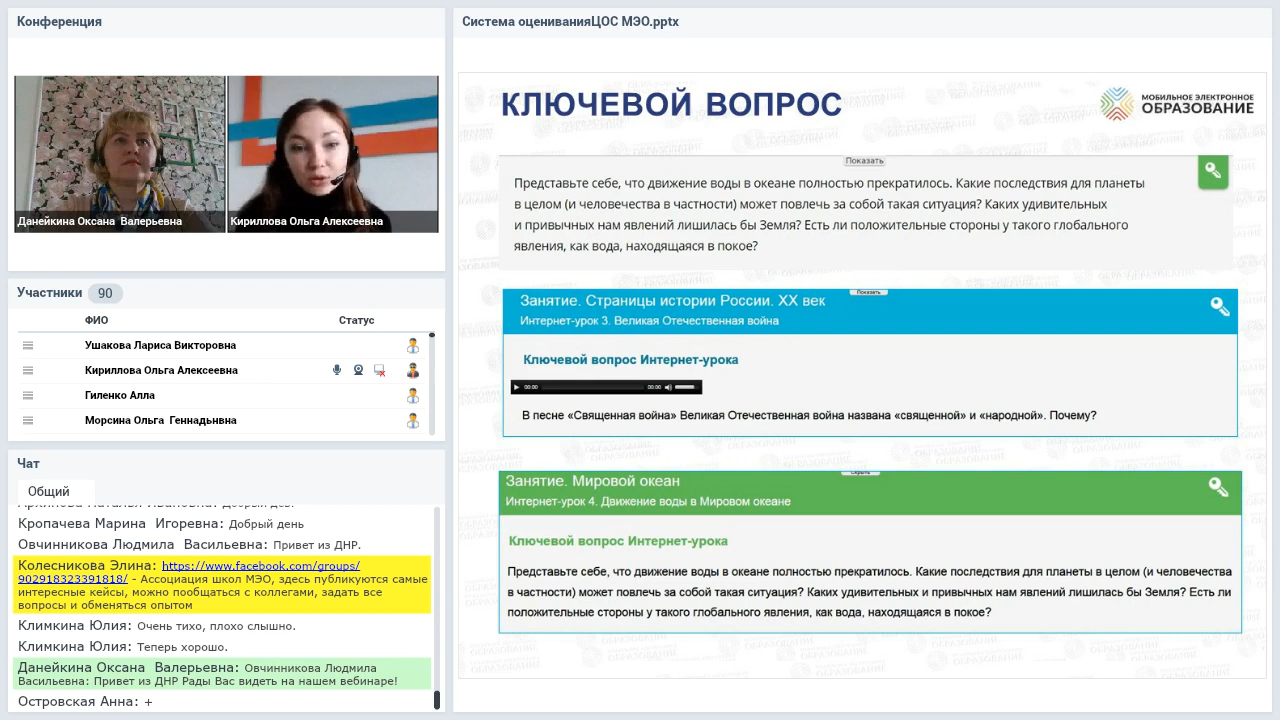 Конференция
Данейкина Оксана  Валерьевна
Кириллова Ольга Алексеевна
Участники 90
ФИО Статус
Ушакова Лариса Викторовна
Кириллова Ольга Алексеевна
Гиленко Алла
Морсина Ольга  Геннадьнвна
Чат
Общий
Кропачева Марина  Игоревна: Добрый день
Овчинникова Людмила  Васильевна: Привет из ДНР.
Колесникова Элина: https://www.facebook.com/groups/
902918323391818/ - Ассоциация школ МЭО, здесь публикуются самые
интересные кейсы, можно пообщаться с коллегами, задать все
вопросы и обменяться опытом
Климкина Юлия: Очень тихо, плохо слышно.
Климкина Юлия: Теперь хорошо.
Данейкина Оксана  Валерьевна: Овчинникова Людмила
Васильевна: Привет из ДНР Рады Вас видеть на нашем вебинаре!
Островская Анна: +
Система оцениванияЦОС МЭО.pptx
КЛЮЧЕВОЙ ВОПРОС
МОБИЛЬНОЕ ЭЛЕКТРОННОЕ
ОБРАЗОВАНИЕ
Показать
Представьте себе, что движение воды в океане полностью прекратилось. Какие последствия для планеты
в целом (и человечества в частности) может повлечь за собой такая ситуация? Каких удивительных
и привычных нам явлений лишилась бы Земля? Есть ли положительные стороны у такого глобального
явления, как вода, находящаяся в покое?
Показать
Занятие. Страницы истории России. XX век
Интернет-урок 3. Великая Отечественная война
Ключевой вопрос Интернет-урока
00:00 00:00
В песне «Священная война» Великая Отечественная война названа «священной» и «народной». Почему?
Скрыть
Занятие. Мировой океан
Интернет-урок 4. Движение воды в Мировом океане
Ключевой вопрос Интернет-урока
Представьте себе, что движение воды в океане полностью прекратилось. Какие последствия для планеты в целом (и человечества
в частности) может повлечь за собой такая ситуация? Каких удивительных и привычных нам явлений лишилась бы Земля? Есть ли
положительные стороны у такого глобального явления, как вода, находящаяся в покое?